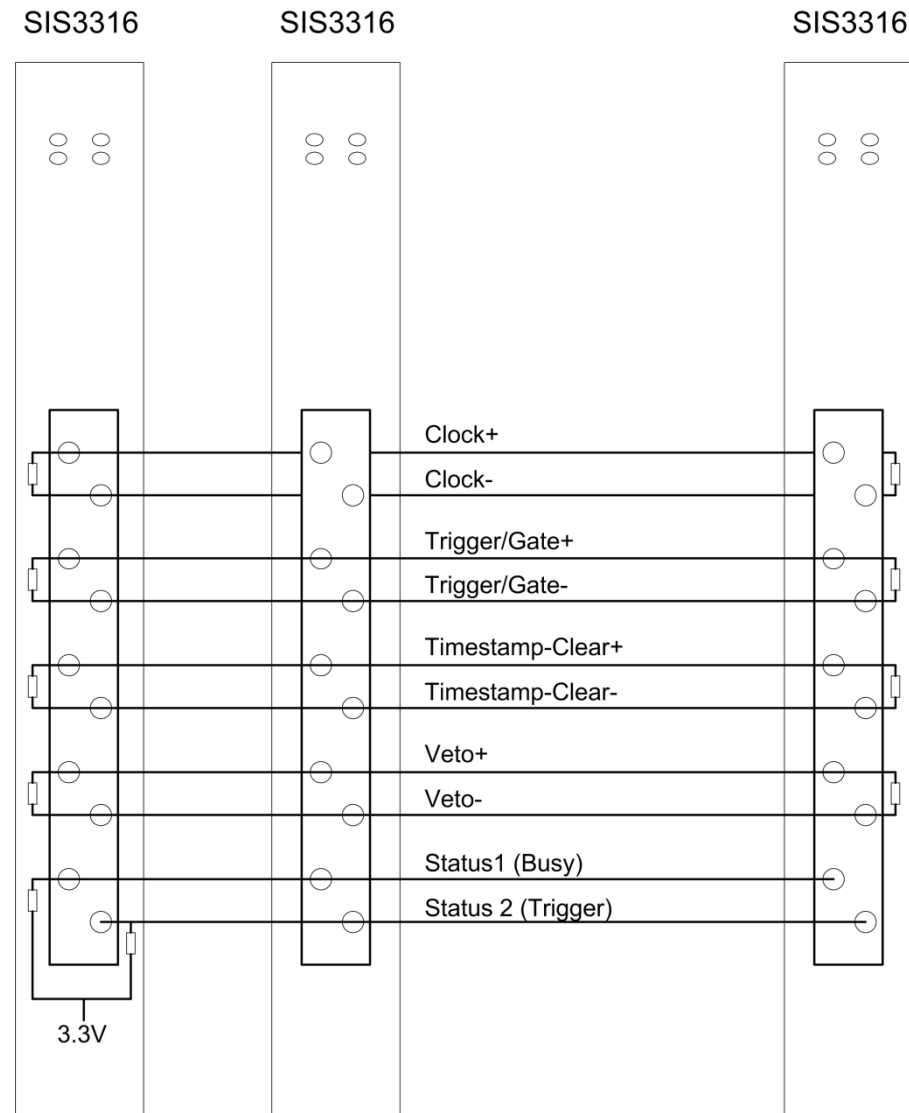 SIS3316 SIS3316 SIS3316
Clock+
Clock-
Trigger/Gate+
Trigger/Gate-
Timestamp-Clear+
Timestamp-Clear-
Veto+
Veto-
Status1 (Busy)
Status 2 (Trigger)
3.3V